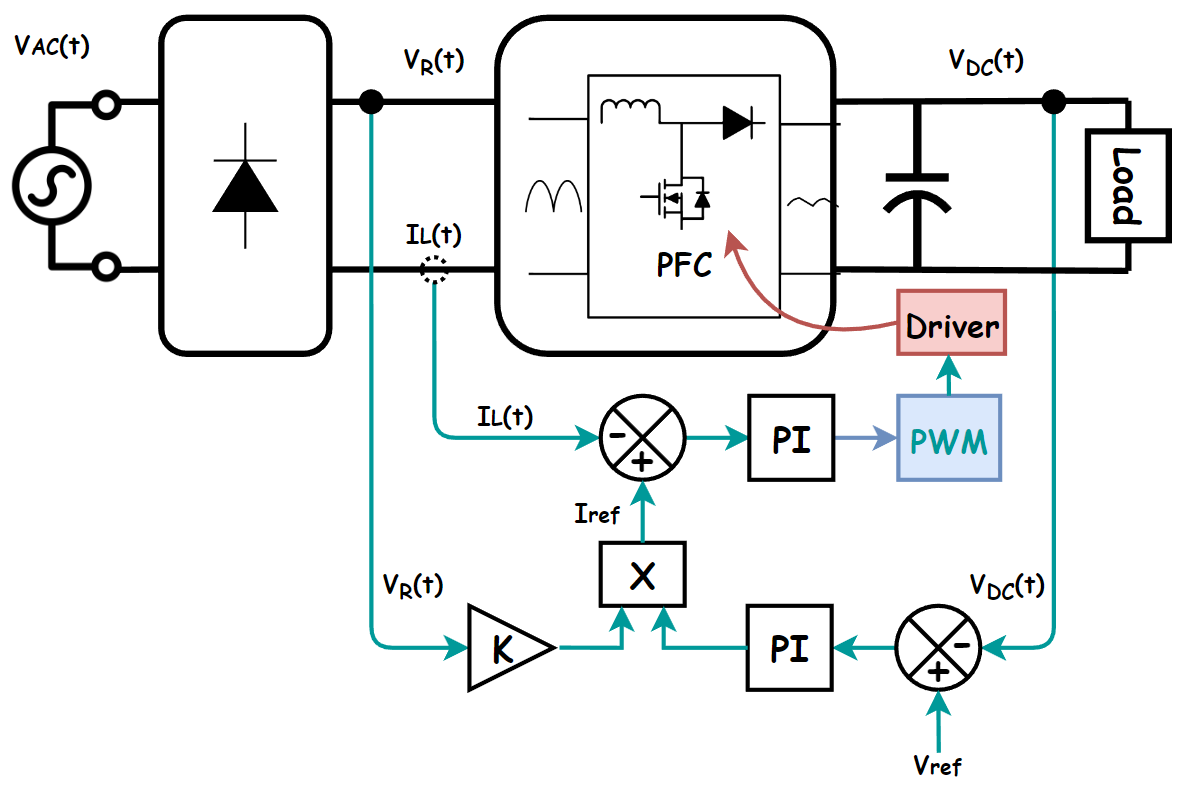 VAC(t)
VR(t)
VDC(t)
Load
IL(t)
PFC
Driver
IL(t)
-
+
PI
PWM
Iref
X
VR(t)
K
PI
VDC(t)
-
+
Vref